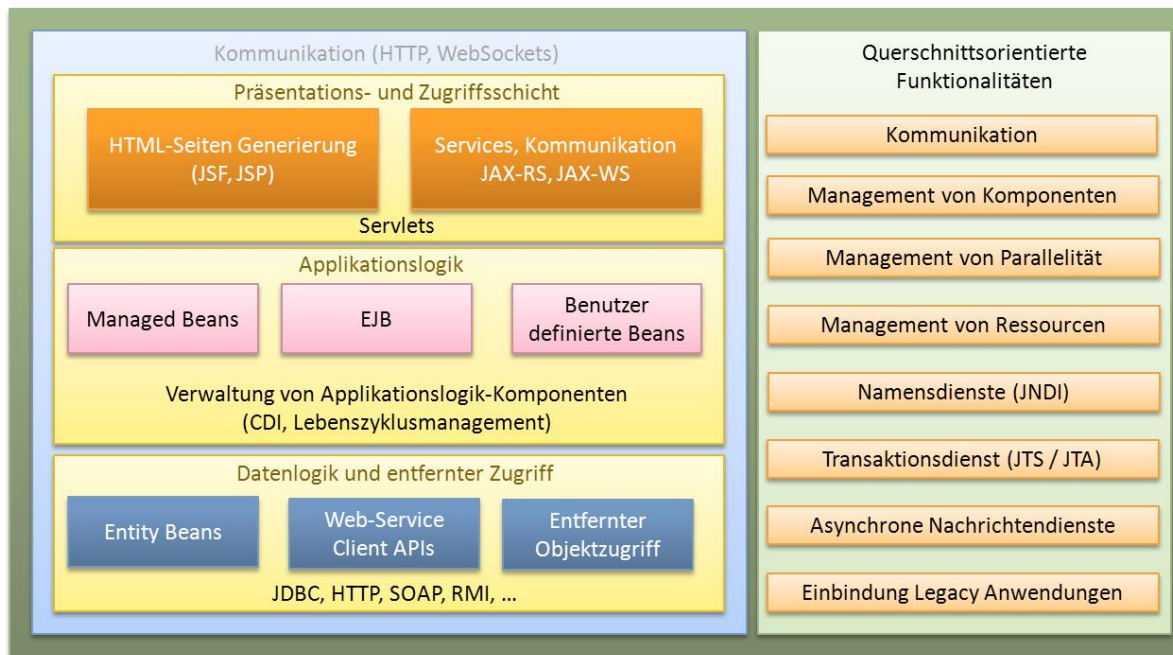 Kommunikation (HTTP, WebSockets)
Präsentations- und Zugriffsschicht
HTML-Seiten Generierung
(JSF, JSP)
Services, Kommunikation
JAX-RS, JAX-WS
Servlets
Applikationslogik
Managed Beans
EJB
Benutzer
definierte Beans
Verwaltung von Applikationslogik-Komponenten
(CDI, Lebenszyklusmanagement)
Datenlogik und entfernter Zugriff
Entity Beans
Web-Service
Client APIs
Entfernter
Objektzugriff
JDBC, HTTP, SOAP, RMI, …
Querschnittsorientierte
Funktionalitäten
Kommunikation
Management von Komponenten
Management von Parallelität
Management von Ressourcen
Namensdienste (JNDI)
Transaktionsdienst (JTS / JTA)
Asynchrone Nachrichtendienste
Einbindung Legacy Anwendungen